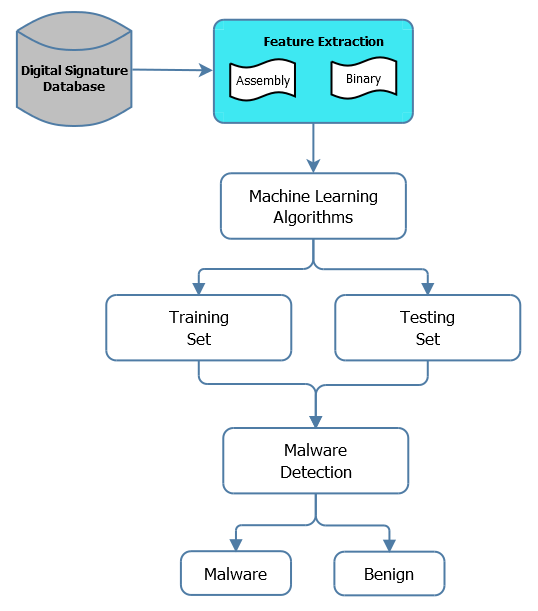 Digital Signature
Database
Feature Extraction
Assembly
Binary
Machine Learning
Algorithms
Training
Set
Testing
Set
Malware
Detection
Malware
Benign